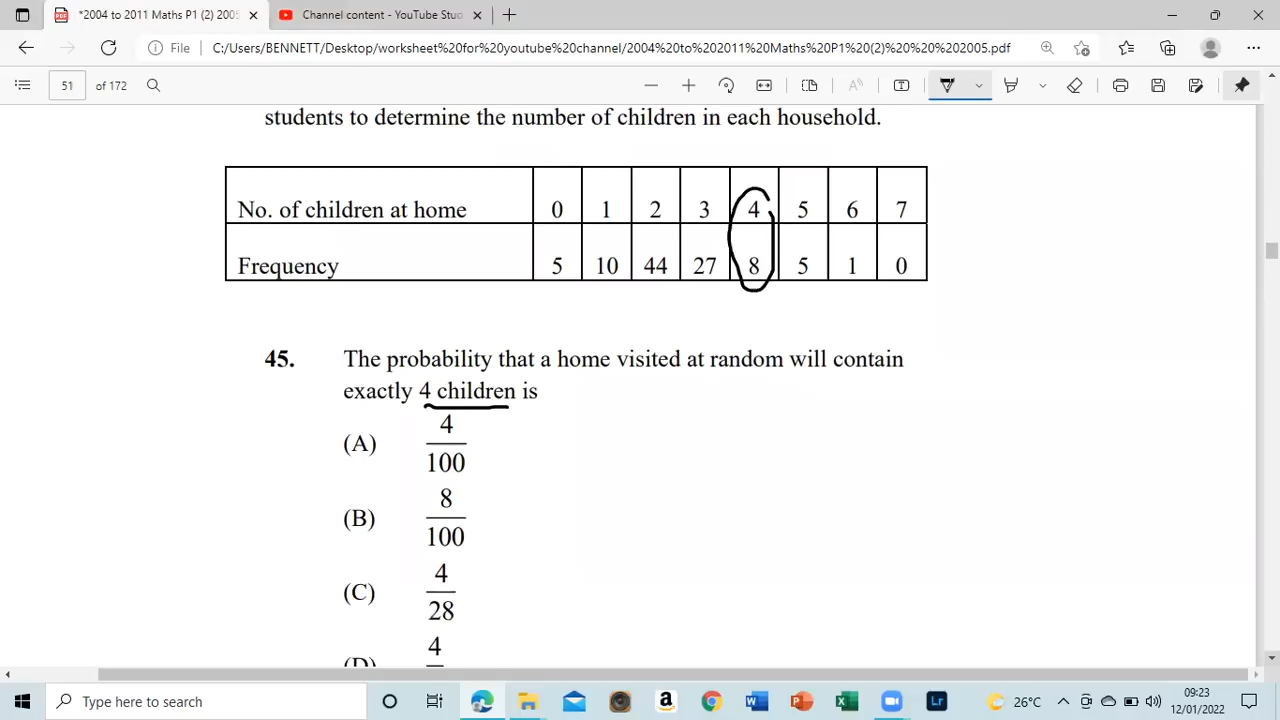 *2004 to 2011 Maths P1 (2) 2005
Channel content - YouTube Stu
File C:/Users/BENNETT/Desktop/worksheet%20for%20youtube%20channel/2004%20to%202011%20Maths%20P1%20(2)%20%20%202005.pdf
51 of 172
students to determine the number of children in each household.
No. of children at home 0 1 2 3 4 5 6 7
Frequency 5 10 44 27 8 5 1 0
45. The probability that a home visited at random will contain
exactly 4 children is
(A) 4/100
(B) 8/100
(C) 4/28
(D) 4
Type here to search
26°C
09:23
12/01/2022